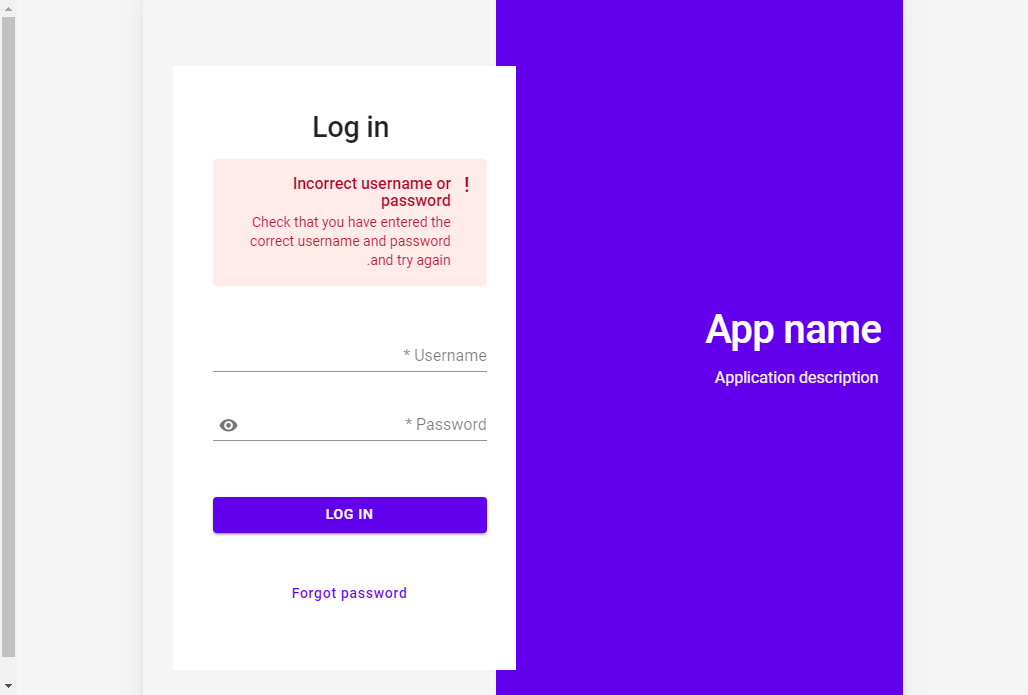 Log in
Incorrect username or
password
!
Check that you have entered the
correct username and password
.and try again
* Username
* Password
LOG IN
Forgot password
App name
Application description